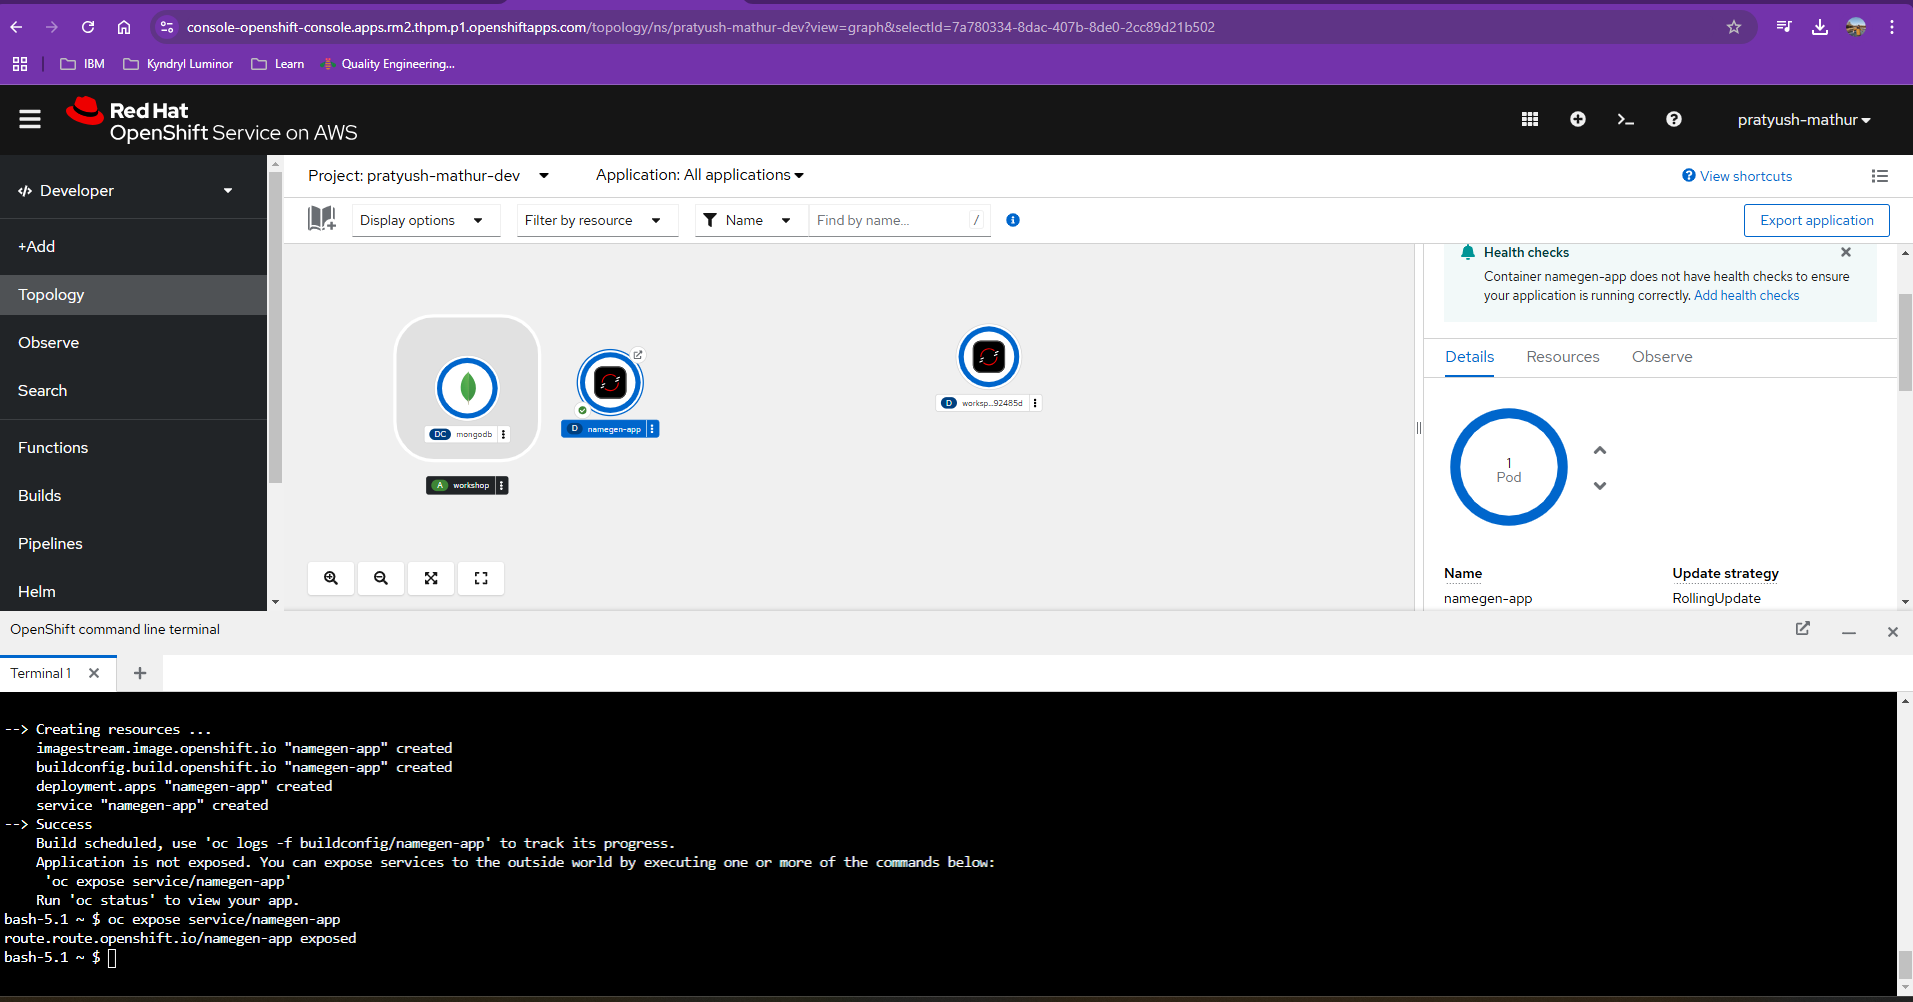 console-openshift-console.apps.rm2.thpm.p1.openshiftapps.com/topology/ns/pratyush-mathur-dev?view=graph&selectId=7a780334-8dac-407b-8de0-2cc89d21b502
IBM Kyndryl Luminor Learn Quality Engineering...
Red Hat
OpenShift Service on AWS
pratyush-mathur
Developer
+Add
Topology
Observe
Search
Functions
Builds
Pipelines
Helm
Project: pratyush-mathur-dev Application: All applications View shortcuts
Display options Filter by resource Name Find by name... / Export application
DC mongodb
A workshop
D namegen-app
D worksp...92485d
Health checks
Container namegen-app does not have health checks to ensure
your application is running correctly. Add health checks
Details Resources Observe
1
Pod
Name Update strategy
namegen-app RollingUpdate
OpenShift command line terminal
Terminal 1
--> Creating resources ...
imagestream.image.openshift.io "namegen-app" created
buildconfig.build.openshift.io "namegen-app" created
deployment.apps "namegen-app" created
service "namegen-app" created
--> Success
Build scheduled, use 'oc logs -f buildconfig/namegen-app' to track its progress.
Application is not exposed. You can expose services to the outside world by executing one or more of the commands below:
'oc expose service/namegen-app'
Run 'oc status' to view your app.
bash-5.1 ~ $ oc expose service/namegen-app
route.route.openshift.io/namegen-app exposed
bash-5.1 ~ $